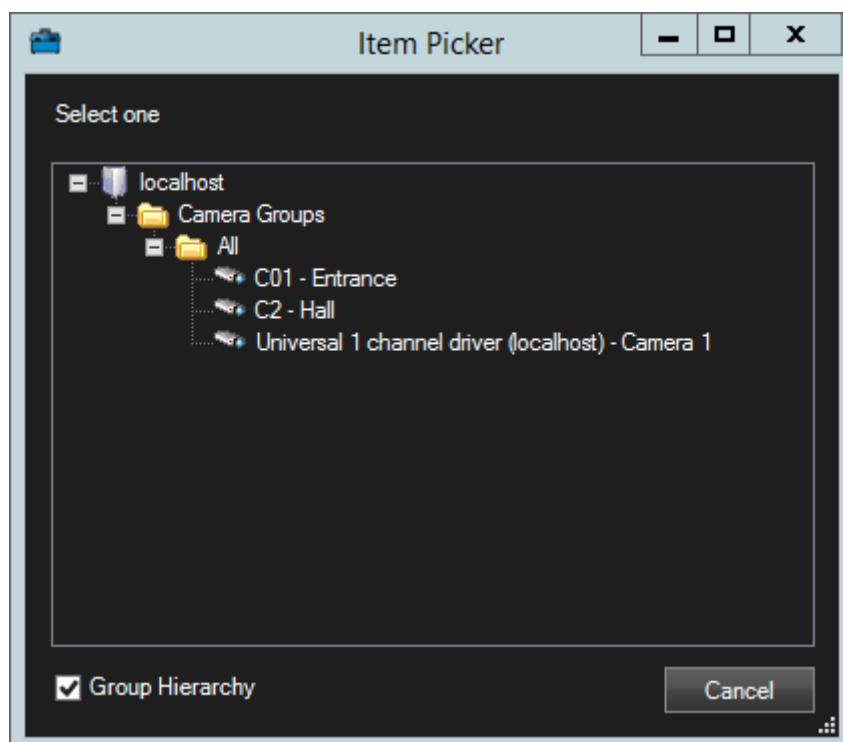 Item Picker
Select one
localhost
Camera Groups
All
C01 - Entrance
C2 - Hall
Universal 1 channel driver (localhost) - Camera 1
Group Hierarchy
Cancel